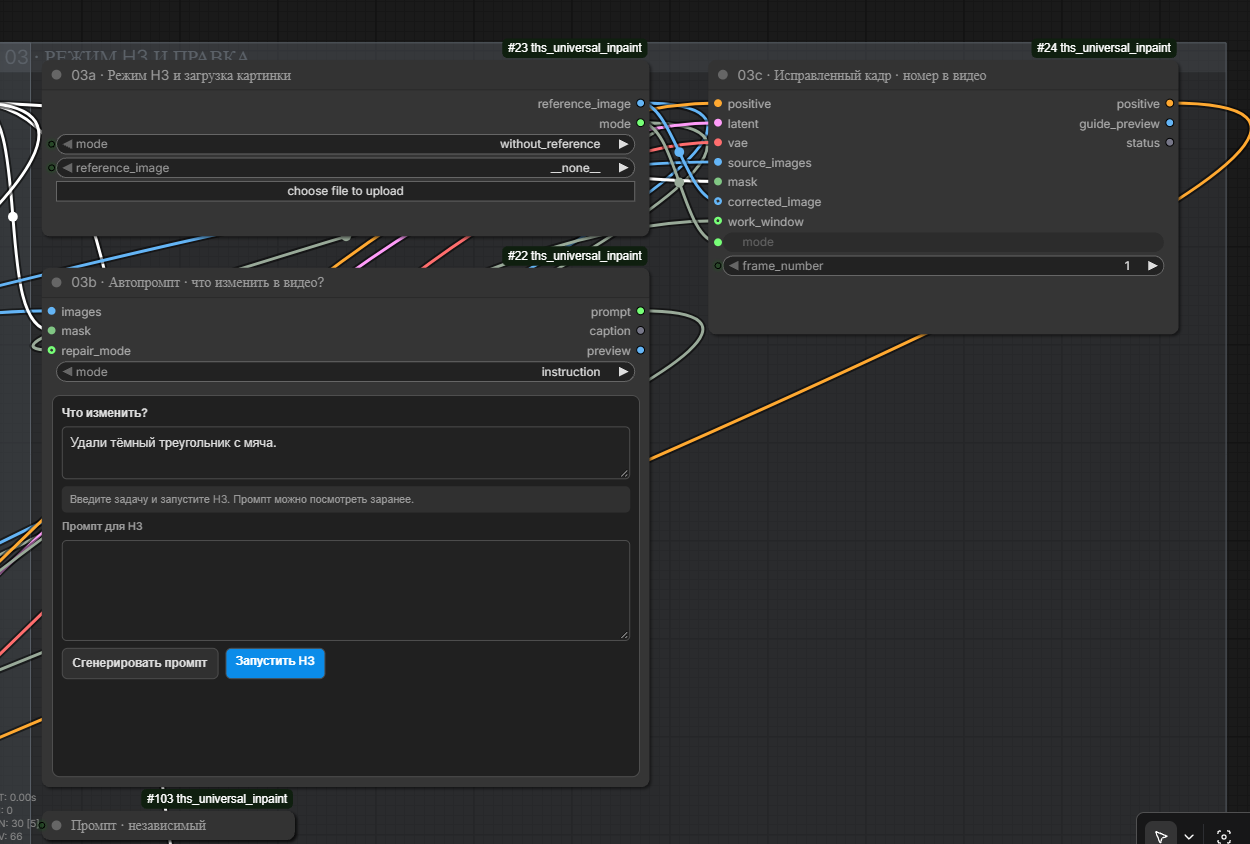 03 · РЕЖИМ НЗ И ПРАВКА
#23 ths_universal_inpaint
03a · Режим НЗ и загрузка картинки
reference_image
mode
mode without_reference
reference_image __none__
choose file to upload
#24 ths_universal_inpaint
03c · Исправленный кадр · номер в видео
positive positive
latent guide_preview
vae status
source_images
mask
corrected_image
work_window
mode
frame_number 1
#22 ths_universal_inpaint
03b · Автопромпт · что изменить в видео?
images prompt
mask caption
repair_mode preview
mode instruction
Что изменить?
Удали тёмный треугольник с мяча.
Введите задачу и запустите НЗ. Промпт можно посмотреть заранее.
Промпт для НЗ
Сгенерировать промпт Запустить НЗ
#103 ths_universal_inpaint
Промпт · независимый
T: 0.00s
: 0
N: 30 [5]
V: 66